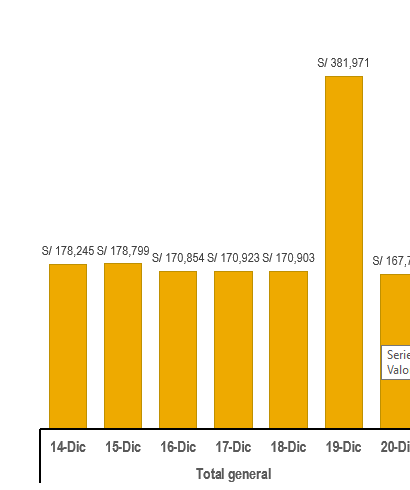 S/ 381,971
S/ 178,245 S/ 178,799 S/ 170,854 S/ 170,923 S/ 170,903
14-Dic 15-Dic 16-Dic 17-Dic 18-Dic 19-Dic
Total general